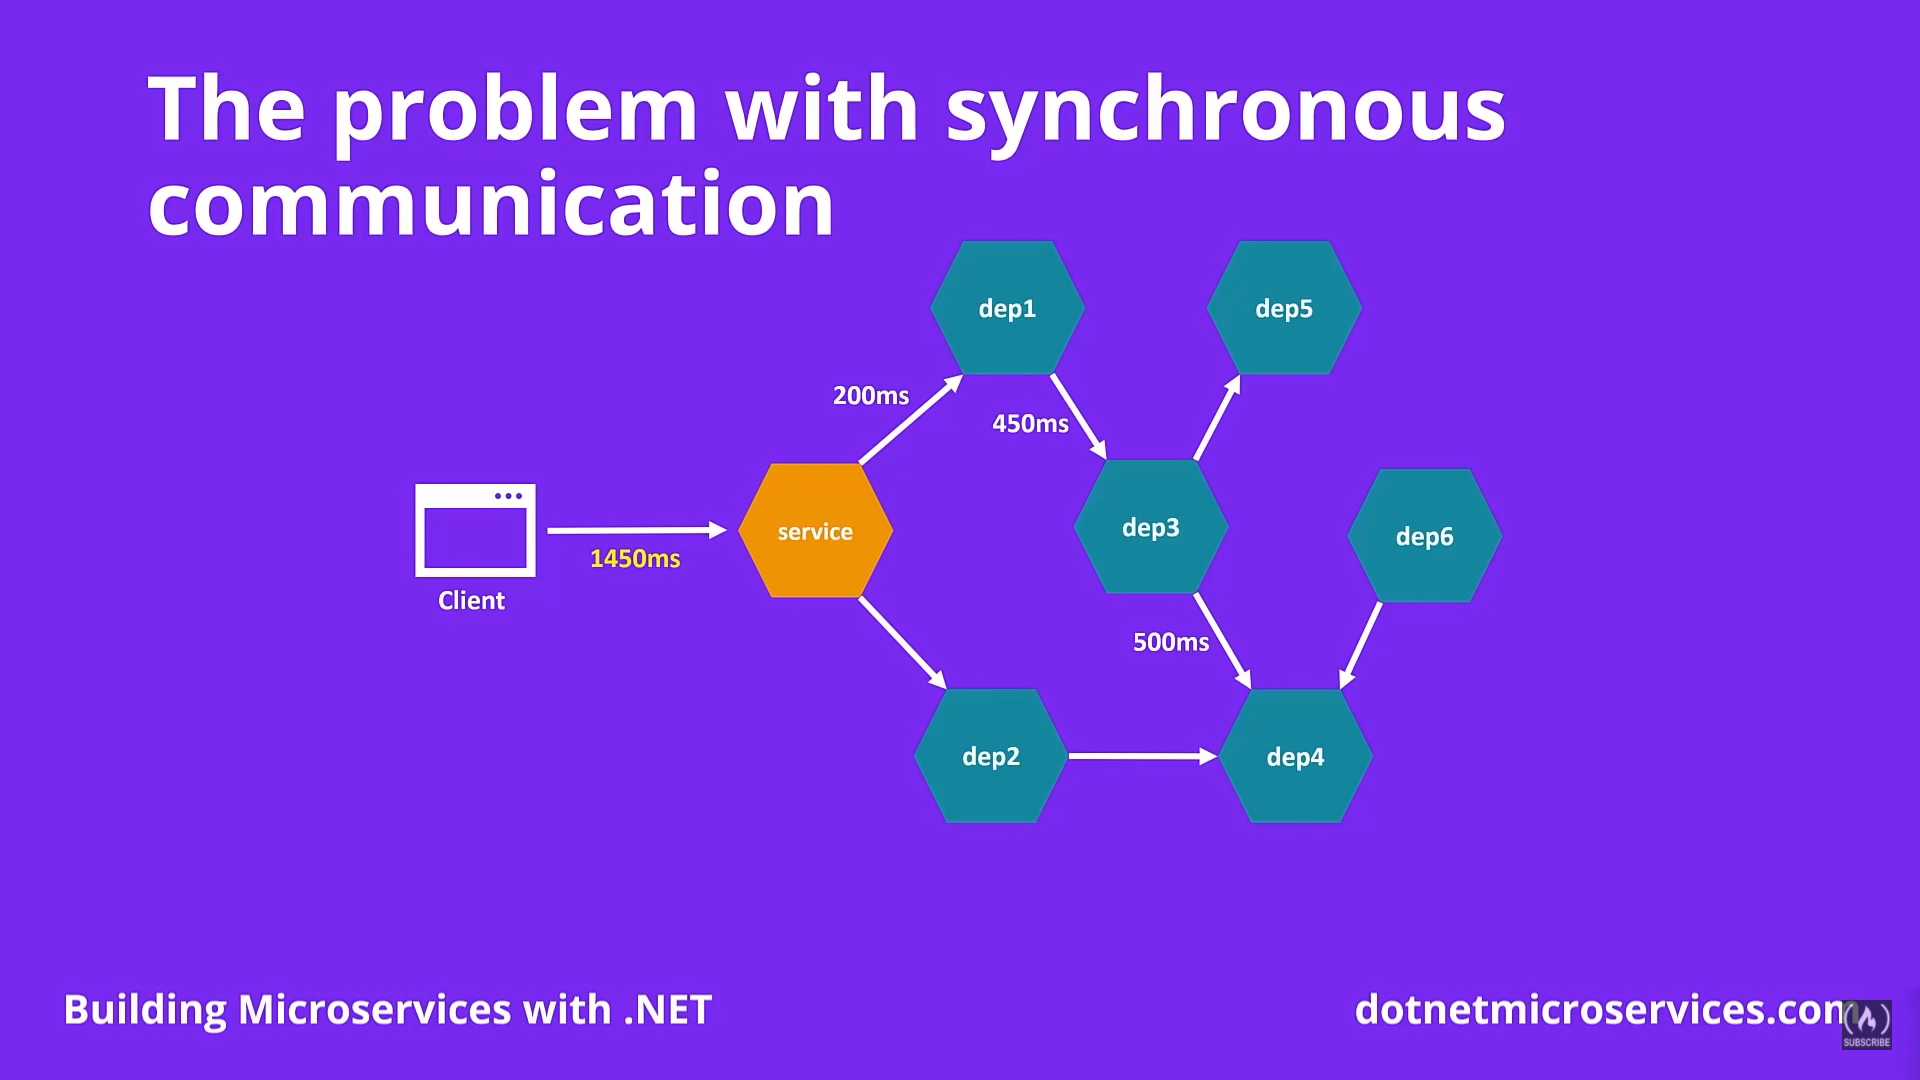 The problem with synchronous
communication
dep1
dep5
200ms
450ms
service
dep3
dep6
1450ms
Client
500ms
dep2
dep4
Building Microservices with .NET
dotnetmicroservices.com
SUBSCRIBE